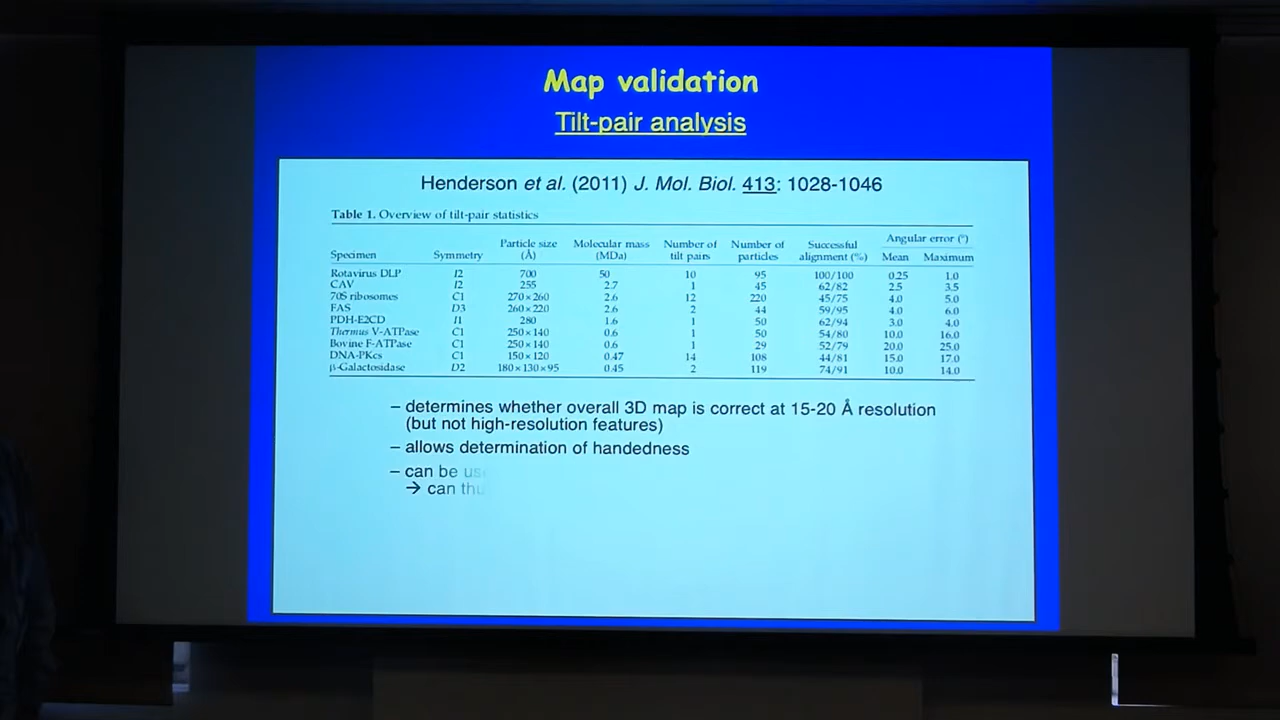 Map validation
Tilt-pair analysis
Henderson et al. (2011) J. Mol. Biol. 413: 1028-1046
Table 1. Overview of tilt-pair statistics
Specimen Symmetry Particle size (Å) Molecular mass (MDa) Number of tilt pairs Number of particles Successful alignment (%) Angular error (°) Mean Maximum
Rotavirus DLP I2 700 50 10 95 100/100 0.25 1.0
CAV I2 255 2.7 1 45 62/82 2.5 3.5
70S ribosomes C1 270×260 2.6 12 220 45/75 4.0 5.0
FAS D3 260×220 2.6 2 44 59/95 4.0 6.0
PDH-E2CD I1 280 1.6 1 50 62/94 3.0 4.0
Thermus V-ATPase C1 250×140 0.6 1 50 54/80 10.0 16.0
Bovine F-ATPase C1 250×140 0.6 1 29 52/79 20.0 25.0
DNA-PKcs C1 150×120 0.47 14 108 44/81 15.0 17.0
β-Galactosidase D2 180×130×95 0.45 2 119 74/91 10.0 14.0
– determines whether overall 3D map is correct at 15-20 Å resolution
(but not high-resolution features)
– allows determination of handedness
– can be
→ can